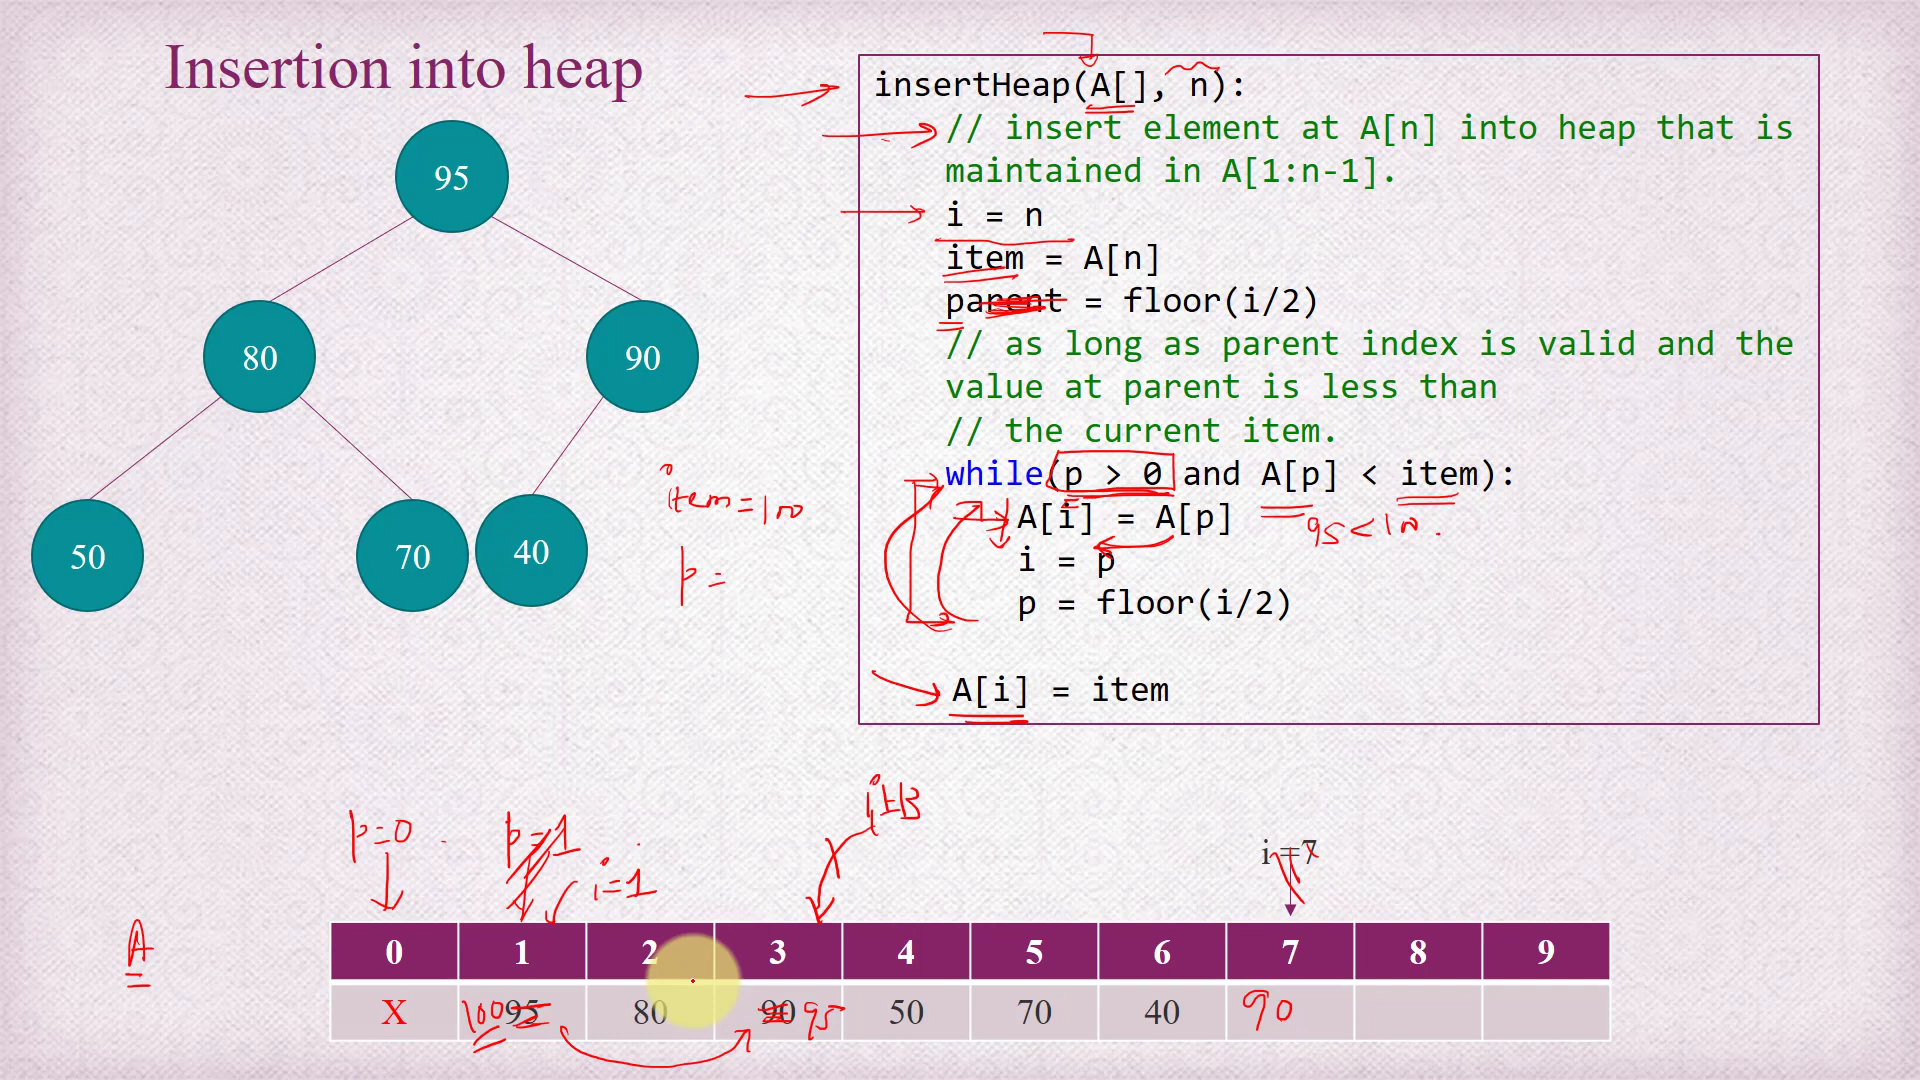 Insertion into heap
95
80
90
50
70
40
item=100
p=
insertHeap(A[], n):
// insert element at A[n] into heap that is
maintained in A[1:n-1].
i = n
item = A[n]
parent = floor(i/2)
// as long as parent index is valid and the
value at parent is less than
// the current item.
while(p > 0 and A[p] < item):
A[i] = A[p]
95<100.
i = p
p = floor(i/2)
A[i] = item
p=0
p=1
i=1
i=3
i=7
A
0 1 2 3 4 5 6 7 8 9
X 100 95 80 90 95 50 70 40 90